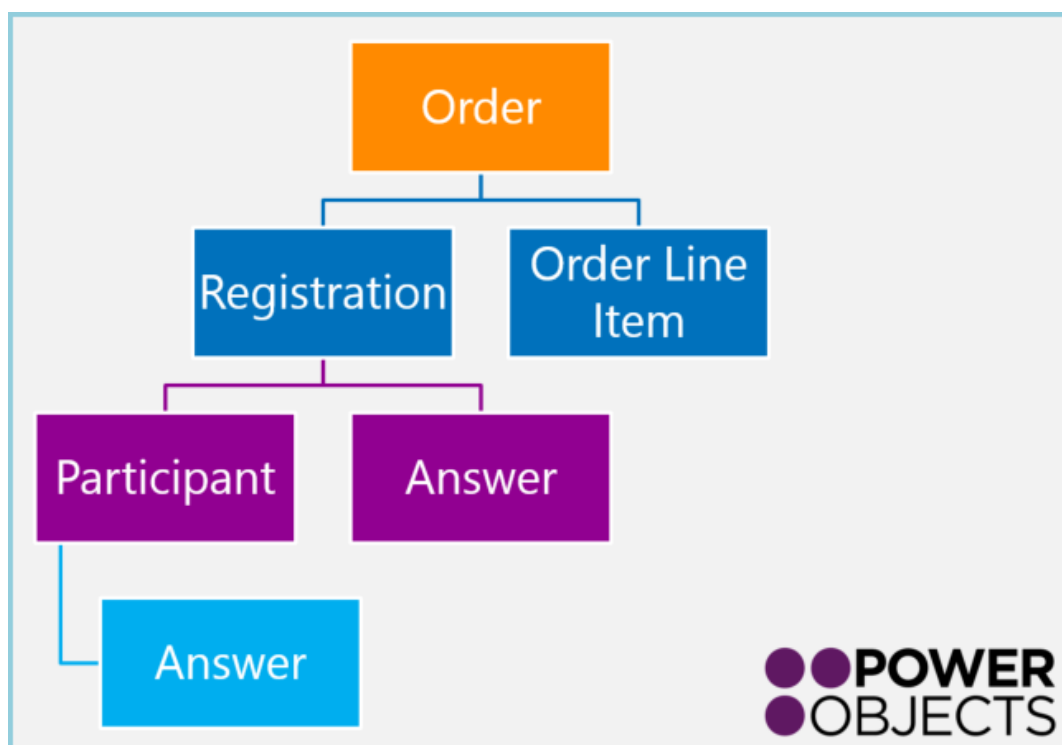 Order
Registration
Order Line
Item
Participant
Answer
Answer
POWER
OBJECTS